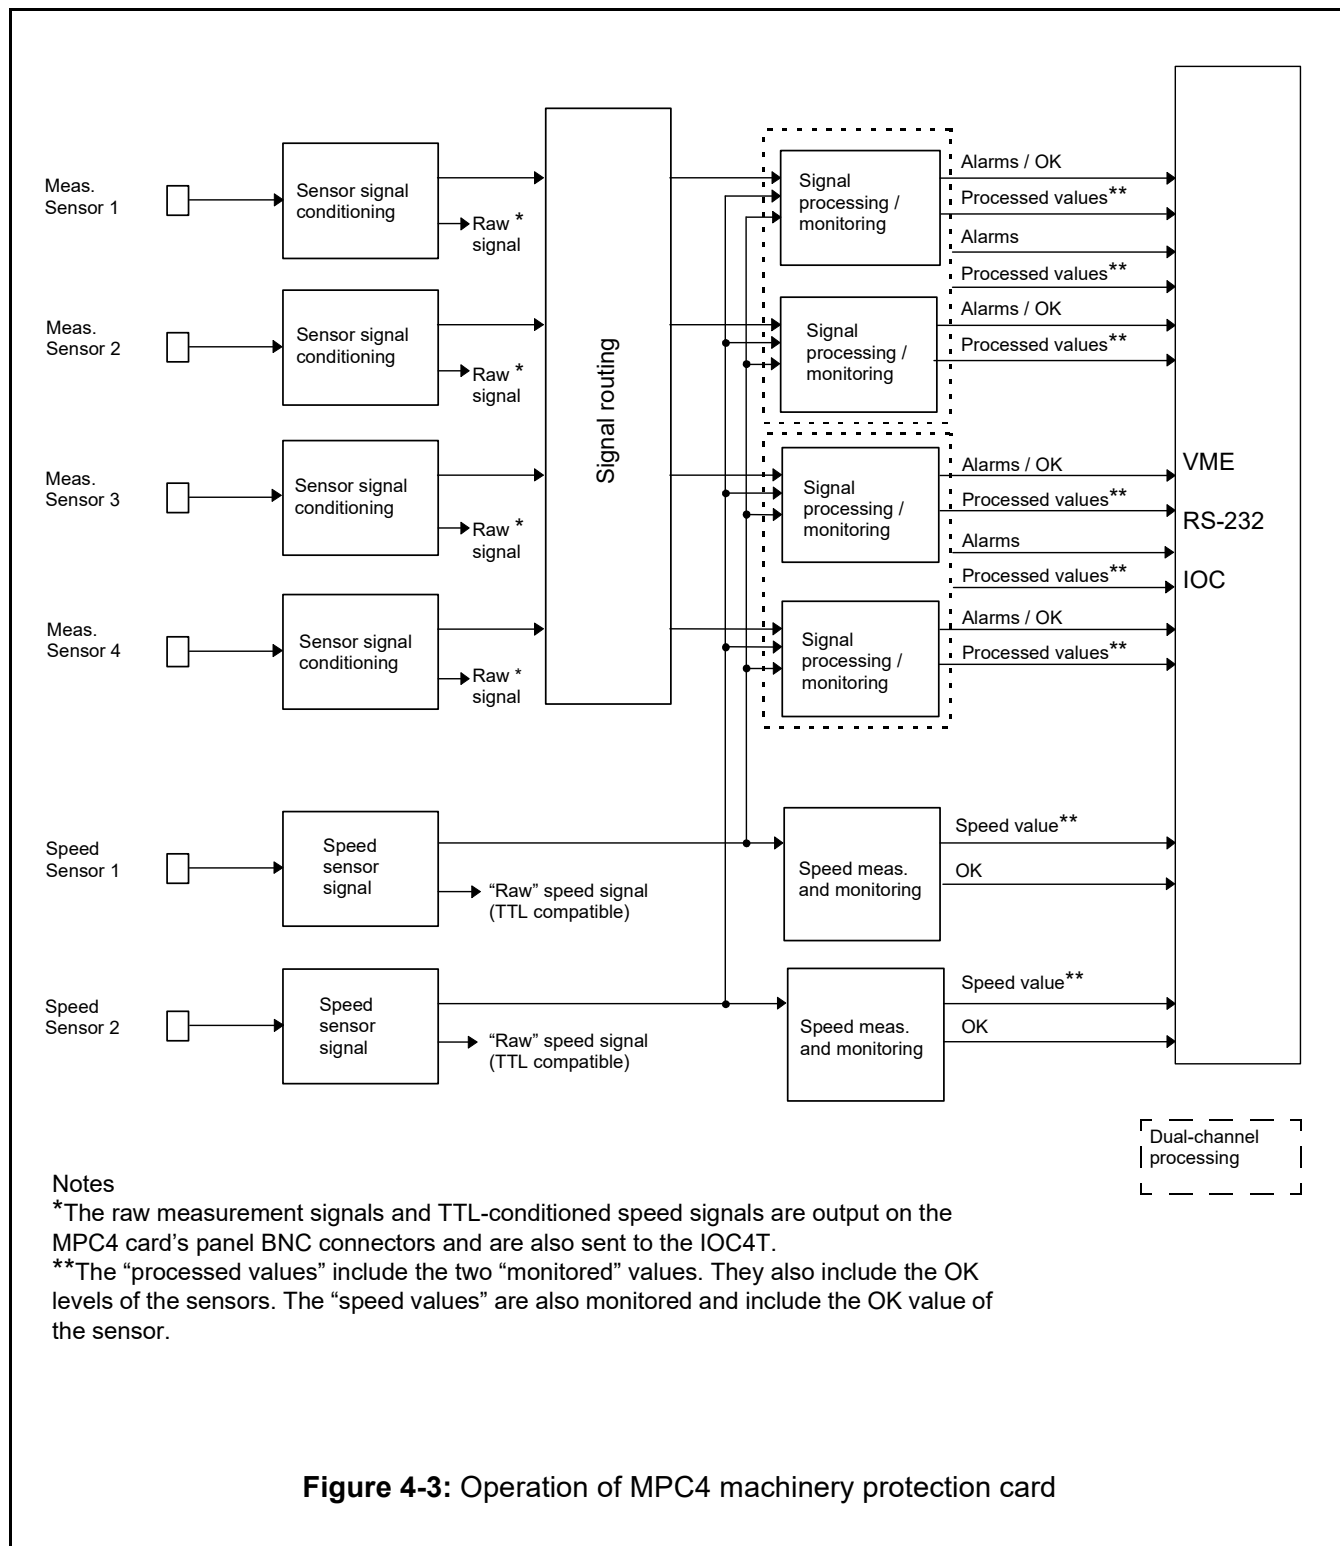 Meas.
Sensor 1
Sensor signal
conditioning
Raw *
signal
Meas.
Sensor 2
Sensor signal
conditioning
Raw *
signal
Meas.
Sensor 3
Sensor signal
conditioning
Raw *
signal
Meas.
Sensor 4
Sensor signal
conditioning
Raw *
signal
Signal routing
Signal
processing /
monitoring
Signal
processing /
monitoring
Signal
processing /
monitoring
Signal
processing /
monitoring
Alarms / OK
Processed values**
Alarms
Processed values**
Alarms / OK
Processed values**
Alarms / OK
Processed values**
Alarms
Processed values**
Alarms / OK
Processed values**
VME
RS-232
IOC
Speed
Sensor 1
Speed
sensor
signal
“Raw” speed signal
(TTL compatible)
Speed meas.
and monitoring
Speed value**
OK
Speed
Sensor 2
Speed
sensor
signal
“Raw” speed signal
(TTL compatible)
Speed meas.
and monitoring
Speed value**
OK
Dual-channel
processing
Notes
*The raw measurement signals and TTL-conditioned speed signals are output on the
MPC4 card’s panel BNC connectors and are also sent to the IOC4T.
**The “processed values” include the two “monitored” values. They also include the OK
levels of the sensors. The “speed values” are also monitored and include the OK value of
the sensor.
Figure 4-3: Operation of MPC4 machinery protection card